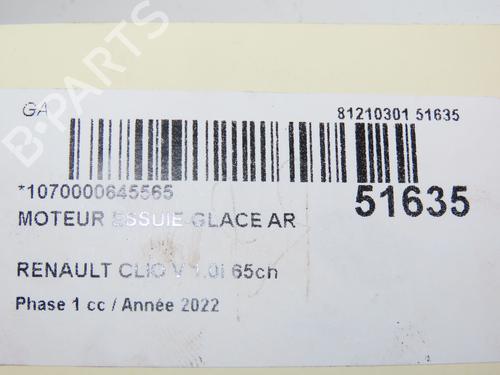 GA
81210301 51635
*1070000645565
51635
MOTEUR ESSUIE-GLACE AR
RENAULT CLIO V 1.0i 65ch
Phase 1 cc / Année 2022
B-PARTS